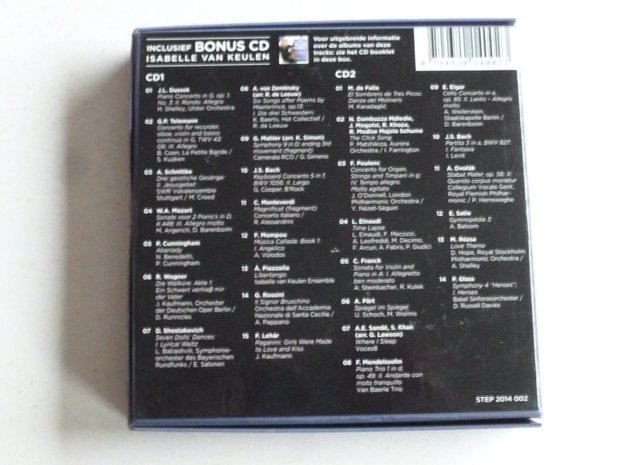 INCLUSIEF BONUS CD
ISABELLE VAN KEULEN
Voor uitgebreide informatie
over de albums van deze
tracks: zie het CD booklet
in deze box.
CD1
01 J.L. Dussek
Piano Concerto in G, op. 1
No. 3: II. Rondo: Allegro
H. Shelley, Ulster Orchestra
02 G.P. Telemann
Concerto for recorder,
oboe, violin and basso
continuo in G, TWV 43:
G6: III. Allegro
B. Coen, La Petite Bande /
S. Kuijken
03 A. Schnittke
Drei geistliche Gesänge:
II. Jesusgebet
SWR Vokalensemble
Stuttgart / M. Creed
04 W.A. Mozart
Sonate voor 2 Piano's in D,
K.448: III. Allegro molto
M. Argerich, D. Barenboim
05 P. Cunningham
Aberlady
N. Benedetti,
P. Cunningham
06 R. Wagner
Die Walküre: Akte 1:
Ein Schwert verhieß mir
der Vater
J. Kaufmann, Orchester
der Deutschen Oper Berlin /
D. Runnicles
07 D. Shostakovich
Seven Dolls' Dances:
I. Lyrical Waltz
L. Batiashvili, Symphonie-
orchester des Bayerischen
Rundfunks / E. Salonen
08 A. von Zemlinsky
(arr. R. de Leeuw)
Six Songs after Poems by
Maeterlinck, op.13:
I. Die drei Schwestern
K. Baerts, Het Collectief /
R. de Leeuw
09 G. Mahler (arr. K. Simon)
Symphony 9 in D: ending 3rd
movement (fragment)
Camerata RCO / G. Gimeno
10 J.S. Bach
Keyboard Concerto 5 in f,
BWV 1056: II. Largo
G. Cooper, B'Rock
11 C. Monteverdi
Magnificat (fragment)
Concerto Italiano /
R. Alessandrini
12 F. Mompou
Música Callada: Book 1:
I. Angelico
A. Volodos
13 A. Piazzolla
Libertango
Isabelle van Keulen Ensemble
14 G. Rossini
Il Signor Bruschino
Orchestra dell'Accademia
Nazionale di Santa Cecilia /
A. Pappano
15 F. Lehár
Paganini: Girls Were Made
to Love and Kiss
J. Kaufmann
CD2
01 M. de Falla
El Sombrero de Tres Picos:
Danza del Molinero
M. Karadaglic
02 N. Dambuzza Mdledle,
J. Mogotsi, R. Khoza,
R. Modise Majola Sehume
The Click Song
P. Matshikiza, Aurora
Orchestra / I. Farrington
03 F. Poulenc
Concerto for Organ,
Strings and Timpani in g:
IV. Tempo allegro.
Molto agitato
J. O'Donnell, London
Philharmonic Orchestra /
Y. Nézet-Séguin
04 L. Einaudi
Time Lapse
L. Einaudi, F. Mecozzi,
A. Leofreddi, M. Decimo,
F. Arcuri, A. Fabris, P. Giudici
05 C. Franck
Sonata for Violin and
Piano in A: I. Allegretto
ben moderato
A. Steinbacher, R. Kulek
06 A. Pärt
Spiegel im Spiegel
U. Schoch, M. Worms
07 A.E. Sandé, S. Khan
(arr. G. Lawson)
Where I Sleep
Voces8
08 F. Mendelssohn
Piano Trio 1 in d,
op. 49: II. Andante con
moto tranquillo
Van Baerle Trio
09 E. Elgar
Cello Concerto in e,
op. 85: II. Lento - Allegro
molto
A. Weilerstein,
Staatskapelle Berlin /
D. Barenboim
10 J.S. Bach
Partita 3 in a, BWV 827:
I. Fantasia
I. Levit
11 A. Dvořák
Stabat Mater, op. 58: X:
Quando corpus morietur
Collegium Vocale Gent,
Royal Flemish Philhar-
monic / P. Herreweghe
12 E. Satie
Gymnopédie 3
A. Balsom
13 M. Rózsa
Love Theme
D. Hope, Royal Stockholm
Philharmonic Orchestra /
A. Shelley
14 P. Glass
Symphony 4 "Heroes":
I. Heroes
Basel Sinfonieorchester /
D. Russell Davies
STEP 2014 002